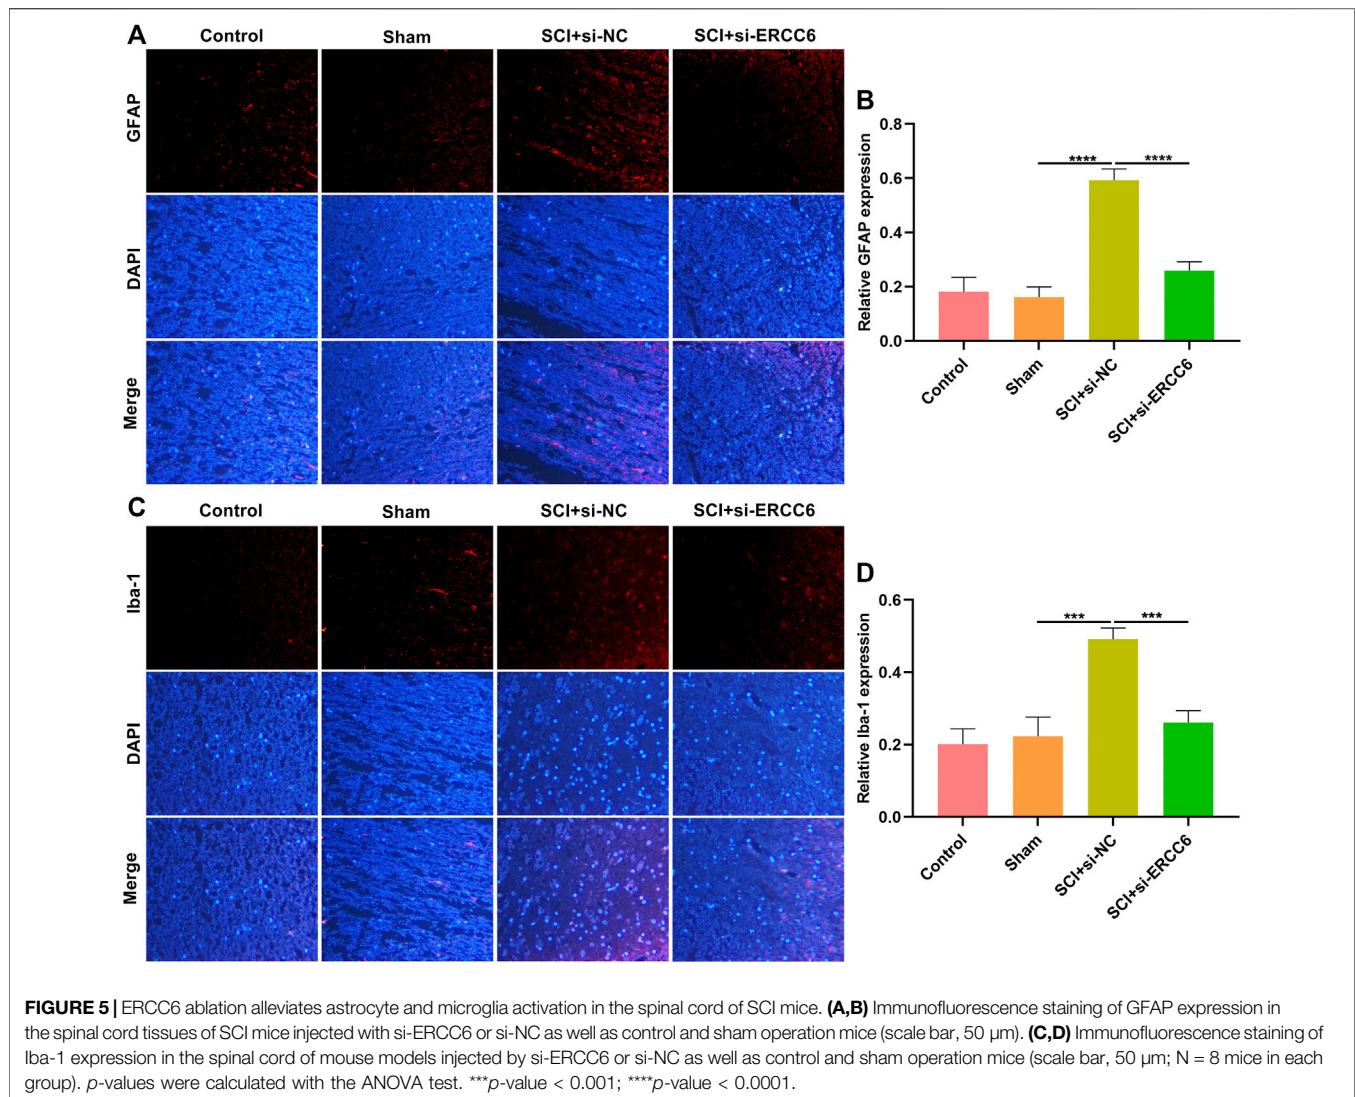 A
Control
Sham
SCI+si-NC
SCI+si-ERCC6
GFAP
DAPI
Merge
B
Relative GFAP expression
0.8
0.6
0.4
0.2
0.0
****
****
Control
Sham
SCI+si-NC
SCI+si-ERCC6
C
Control
Sham
SCI+si-NC
SCI+si-ERCC6
Iba-1
DAPI
Merge
D
Relative Iba-1 expression
0.6
0.4
0.2
0.0
***
***
Control
Sham
SCI+si-NC
SCI+si-ERCC6
FIGURE 5 | ERCC6 ablation alleviates astrocyte and microglia activation in the spinal cord of SCI mice. (A,B) Immunofluorescence staining of GFAP expression in
the spinal cord tissues of SCI mice injected with si-ERCC6 or si-NC as well as control and sham operation mice (scale bar, 50 µm). (C,D) Immunofluorescence staining of
Iba-1 expression in the spinal cord of mouse models injected by si-ERCC6 or si-NC as well as control and sham operation mice (scale bar, 50 µm; N = 8 mice in each
group). p-values were calculated with the ANOVA test. ***p-value < 0.001; ****p-value < 0.0001.